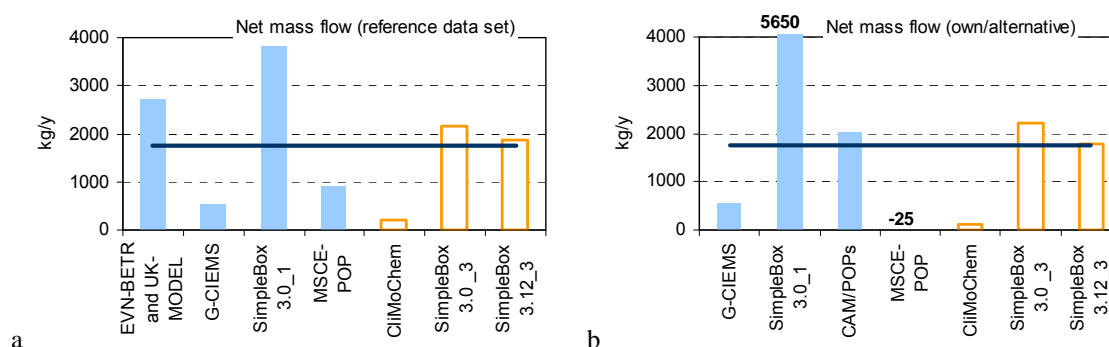 Net mass flow (reference data set)
kg/y
4000
3000
2000
1000
0
EVN-BETR
and UK-
MODEL
G-CIEMS
SimpleBox
3.0_1
MSCE-
POP
CliMoChem
SimpleBox
3.0_3
SimpleBox
3.12_3
a
5650
Net mass flow (own/alternative)
kg/y
4000
3000
2000
1000
0
-25
G-CIEMS
SimpleBox
3.0_1
CAM/POPs
MSCE-
POP
CliMoChem
SimpleBox
3.0_3
SimpleBox
3.12_3
b